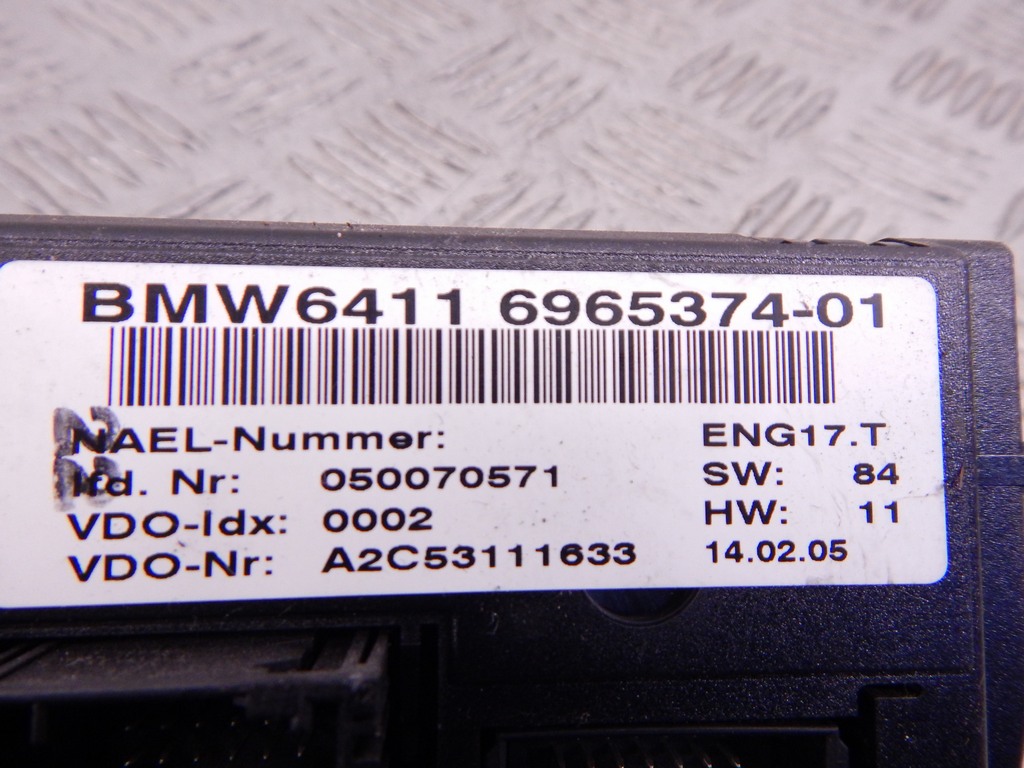 BMW6411 6965374-01
NAEL-Nummer: ENG17.T
lfd. Nr: 050070571 SW: 84
VDO-Idx: 0002 HW: 11
VDO-Nr: A2C53111633 14.02.05